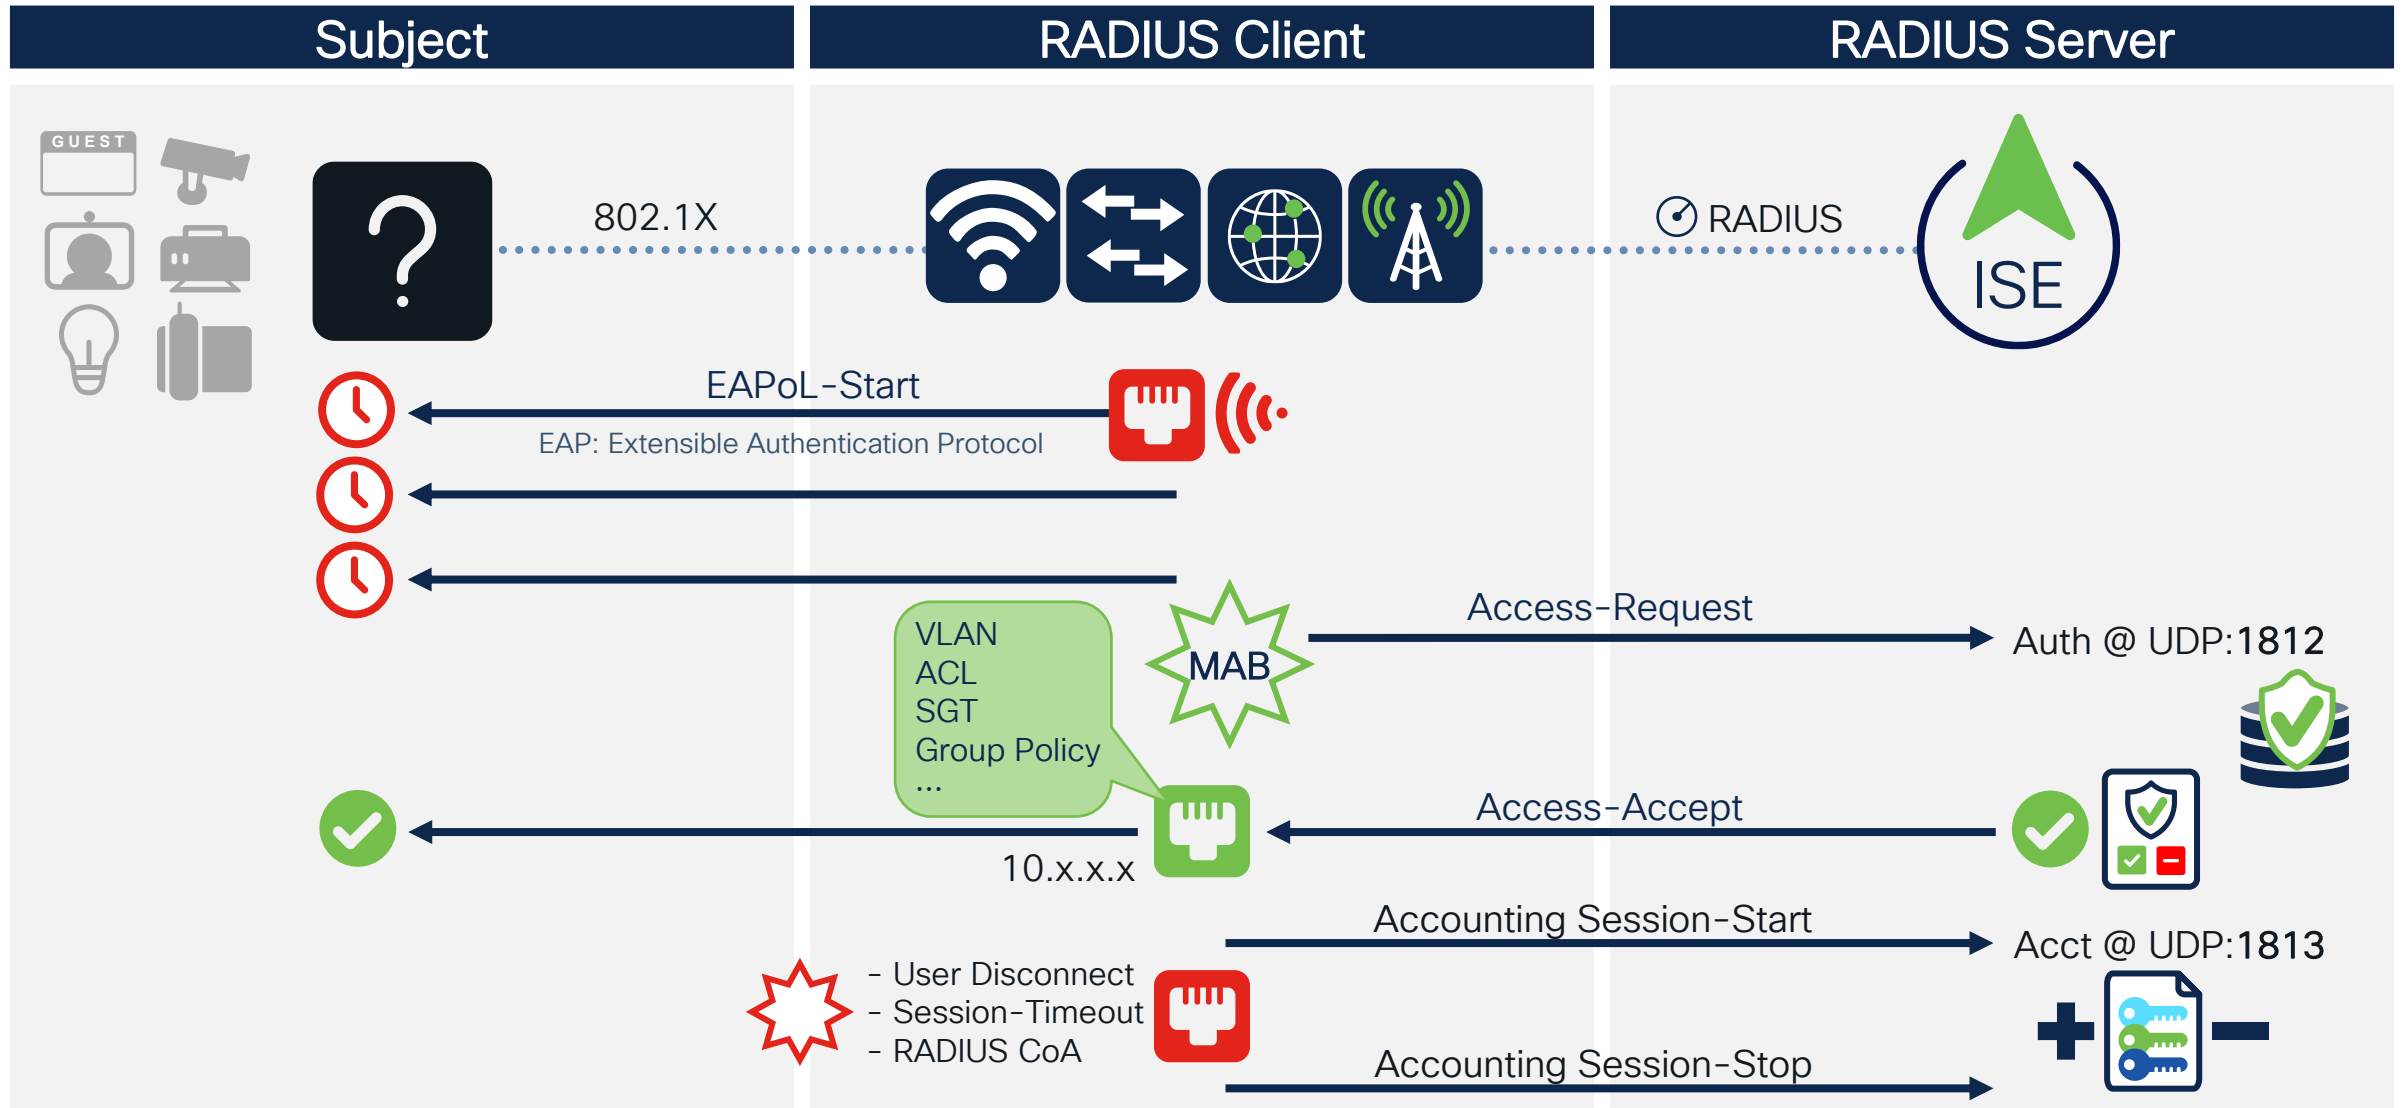 Subject
RADIUS Client
RADIUS Server
GUEST
802.1X
RADIUS
ISE
EAPoL-Start
EAP: Extensible Authentication Protocol
Access-Request
Auth @ UDP:1812
VLAN
ACL
SGT
Group Policy
...
MAB
Access-Accept
10.x.x.x
Accounting Session-Start
Acct @ UDP:1813
- User Disconnect
- Session-Timeout
- RADIUS CoA
Accounting Session-Stop